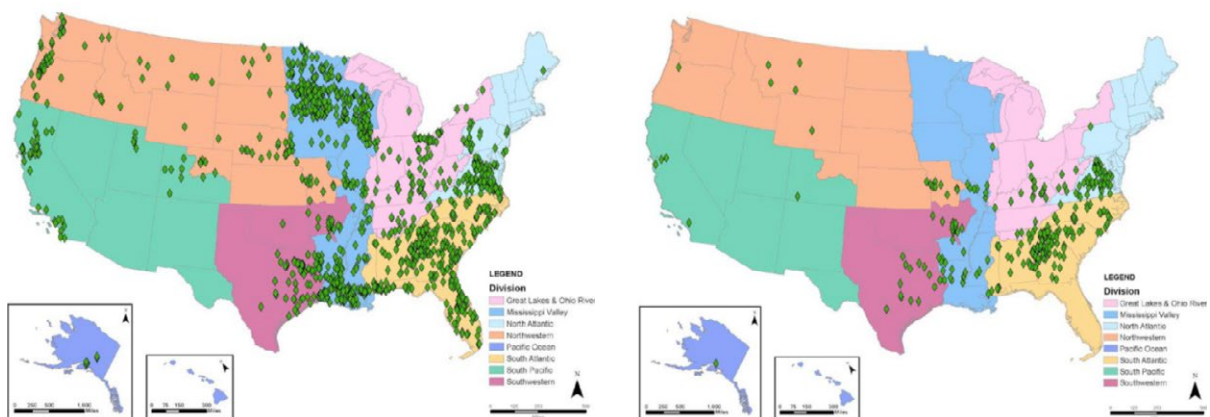 LEGEND
Division
Great Lakes & Ohio River
Mississippi Valley
North Atlantic
Northwestern
Pacific Ocean
South Atlantic
South Pacific
Southwestern
N
LEGEND
Division
Great Lakes & Ohio River
Mississippi Valley
North Atlantic
Northwestern
Pacific Ocean
South Atlantic
South Pacific
Southwestern
N